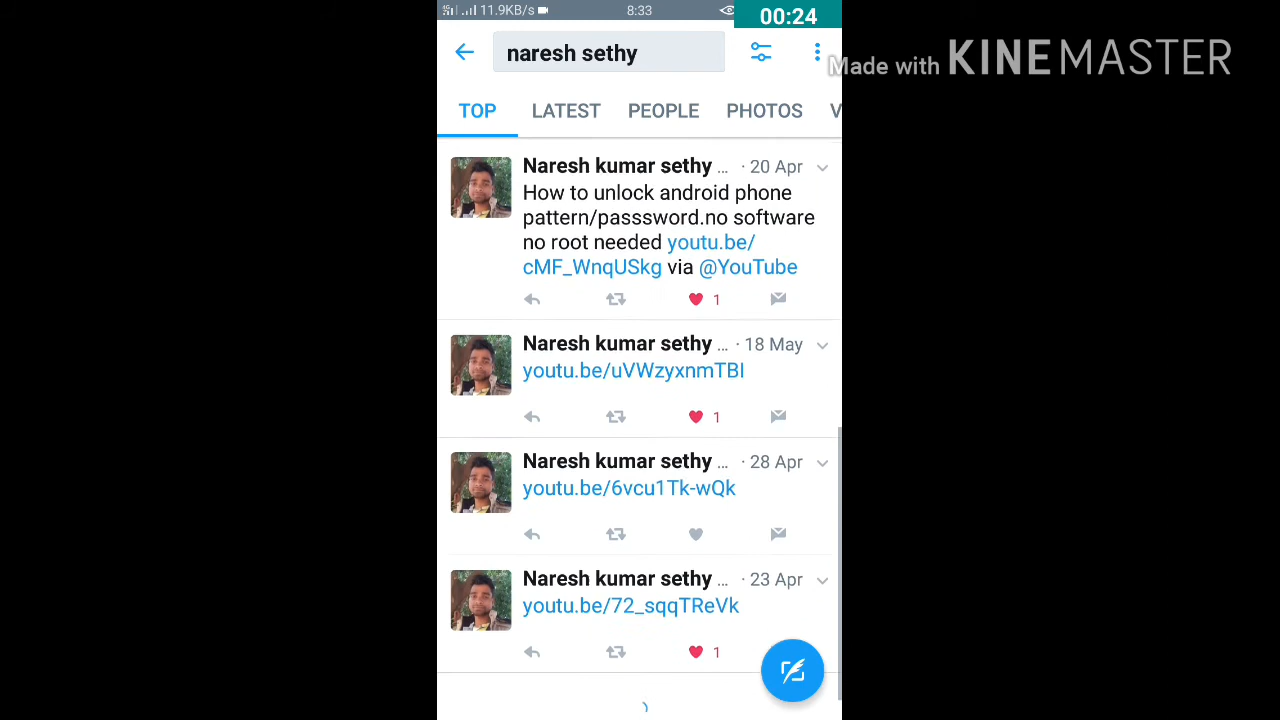 11.9KB/s 8:33 00:24
naresh sethy
Made with KINEMASTER
TOP LATEST PEOPLE PHOTOS V
Naresh kumar sethy ... · 20 Apr
How to unlock android phone
pattern/passsword.no software
no root needed youtu.be/
cMF_WnqUSkg via @YouTube
1
Naresh kumar sethy ... · 18 May
youtu.be/uVWzyxnmTBI
1
Naresh kumar sethy ... · 28 Apr
youtu.be/6vcu1Tk-wQk
Naresh kumar sethy ... · 23 Apr
youtu.be/72_sqqTReVk
1